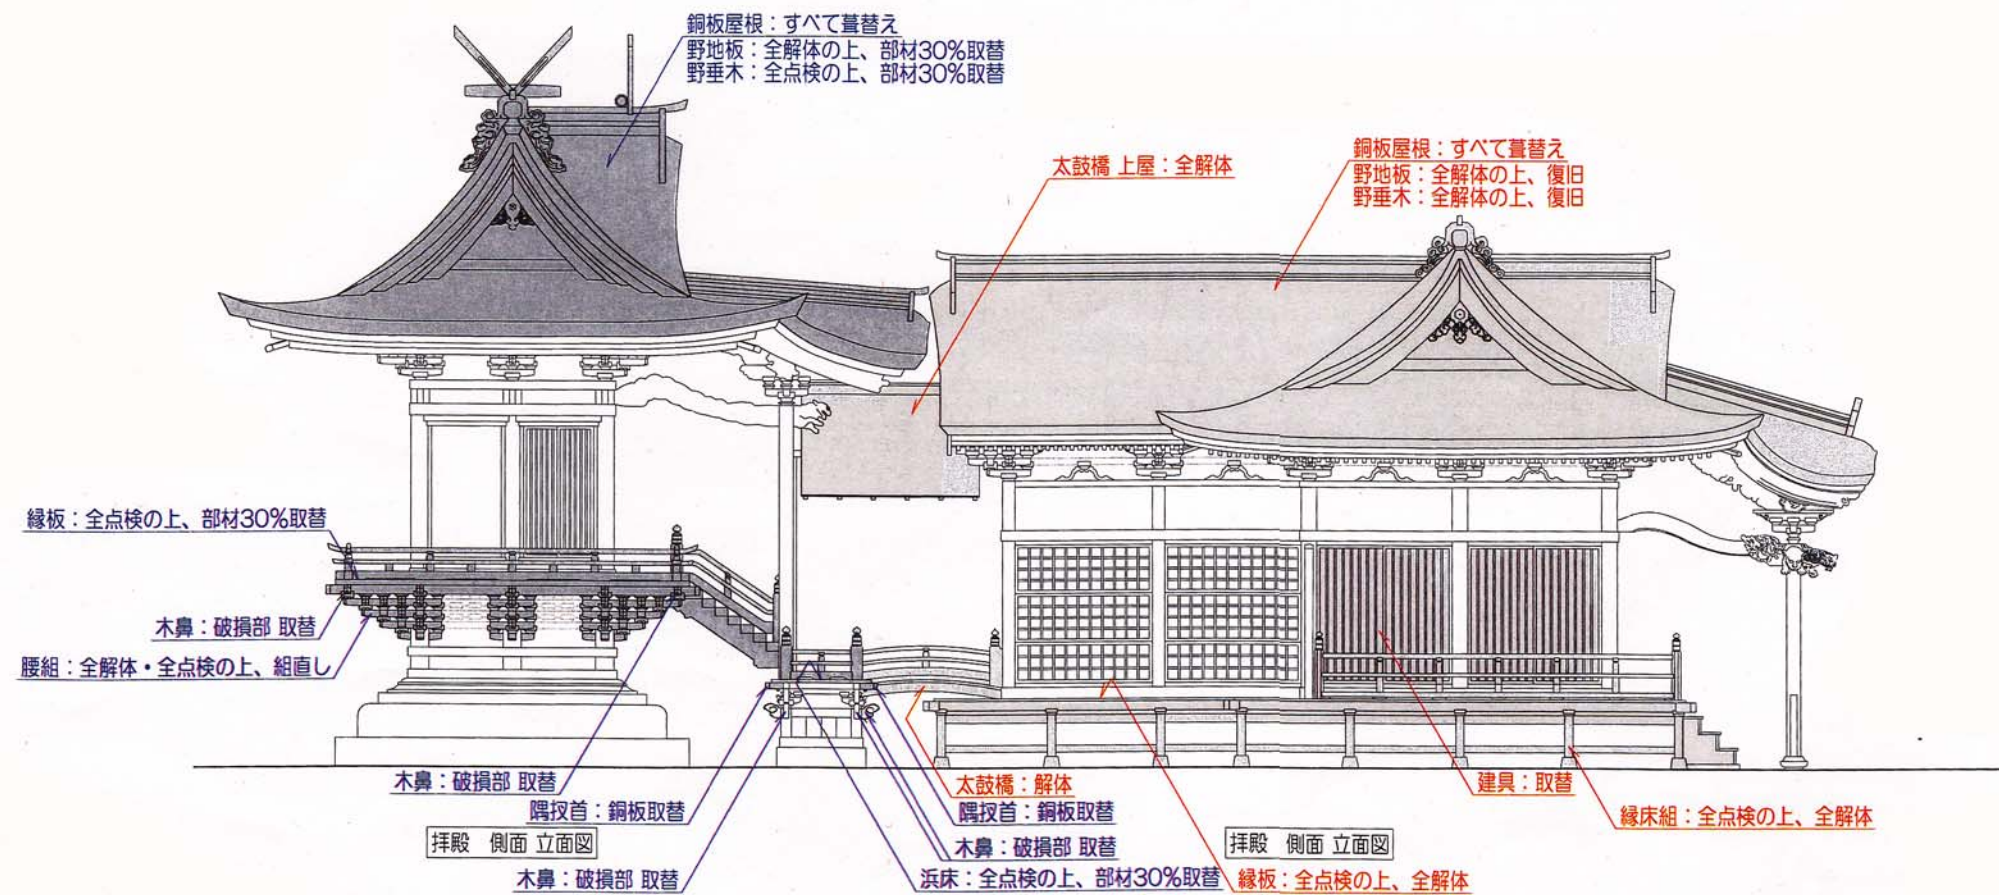 銅板屋根：すべて葺替え
野地板：全解体の上、部材30%取替
野垂木：全点検の上、部材30%取替
太鼓橋 上屋：全解体
銅板屋根：すべて葺替え
野地板：全解体の上、復旧
野垂木：全解体の上、復旧
縁板：全点検の上、部材30%取替
木鼻：破損部 取替
腰組：全解体・全点検の上、組直し
木鼻：破損部 取替
隅扠首：銅板取替
拝殿 側面 立面図
木鼻：破損部 取替
太鼓橋：解体
隅扠首：銅板取替
木鼻：破損部 取替
浜床：全点検の上、部材30%取替
建具：取替
縁床組：全点検の上、全解体
拝殿 側面 立面図
縁板：全点検の上、全解体